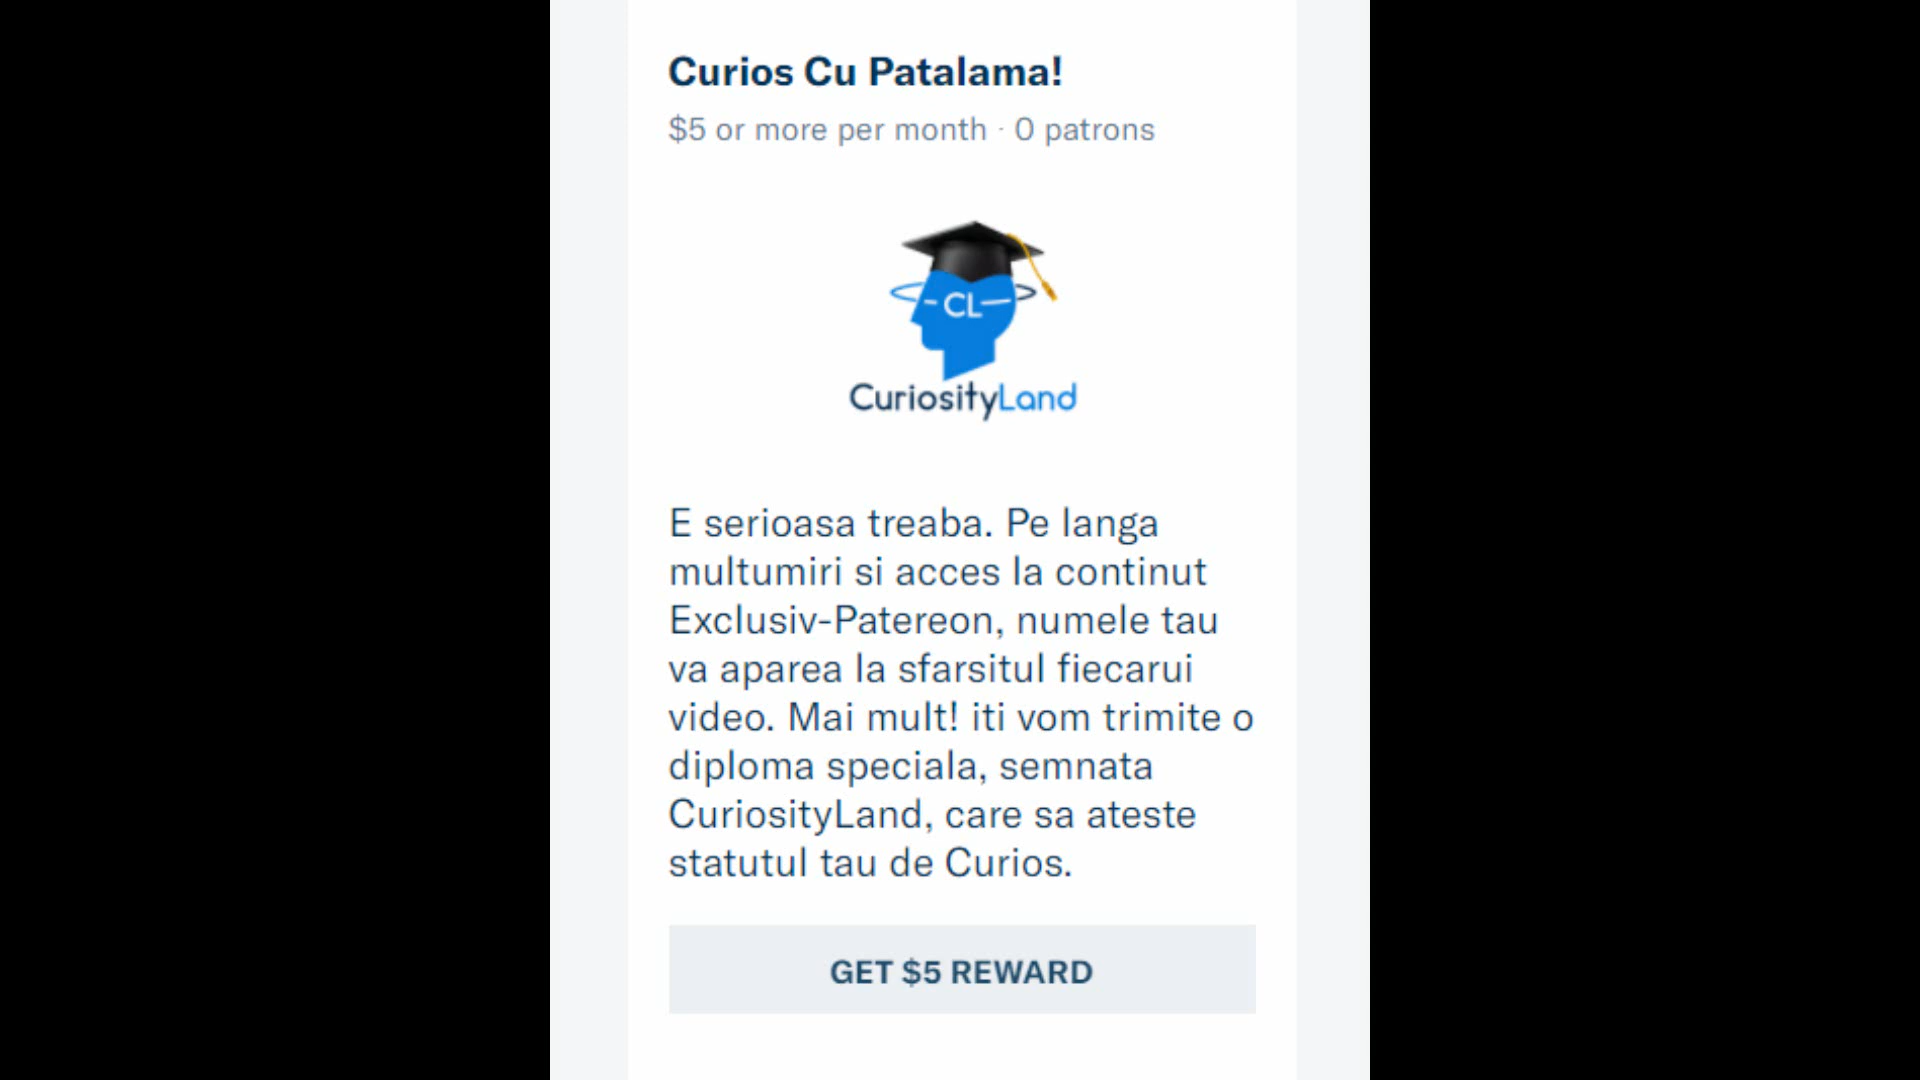 Curios Cu Patalama!
$5 or more per month · 0 patrons
CL
CuriosityLand
E serioasa treaba. Pe langa
multumiri si acces la continut
Exclusiv-Patereon, numele tau
va aparea la sfarsitul fiecarui
video. Mai mult! iti vom trimite o
diploma speciala, semnata
CuriosityLand, care sa ateste
statutul tau de Curios.
GET $5 REWARD